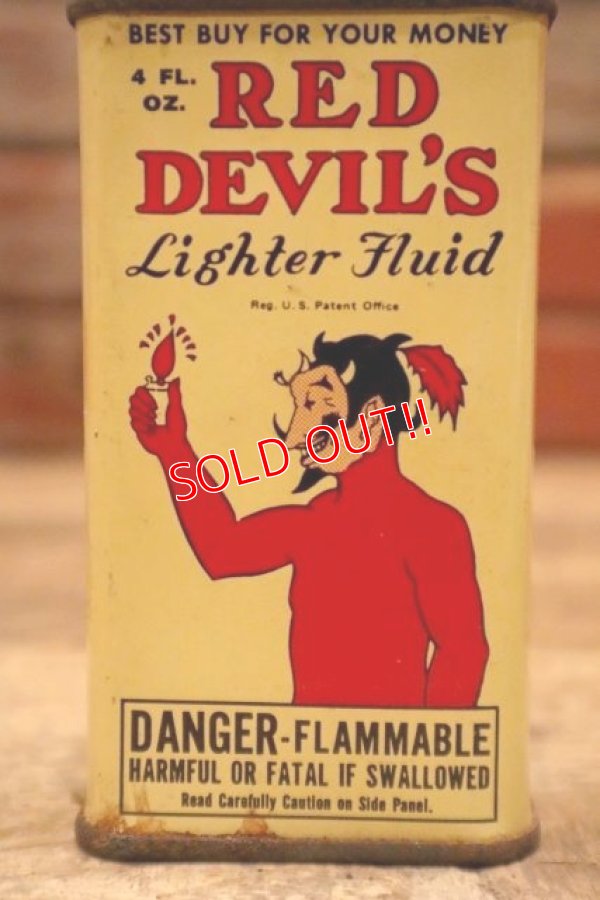 BEST BUY FOR YOUR MONEY
4 FL. OZ.
RED
DEVIL'S
Lighter Fluid
Reg. U.S. Patent Office
SOLD OUT!!
DANGER-FLAMMABLE
HARMFUL OR FATAL IF SWALLOWED
Read Carefully Caution on Side Panel.